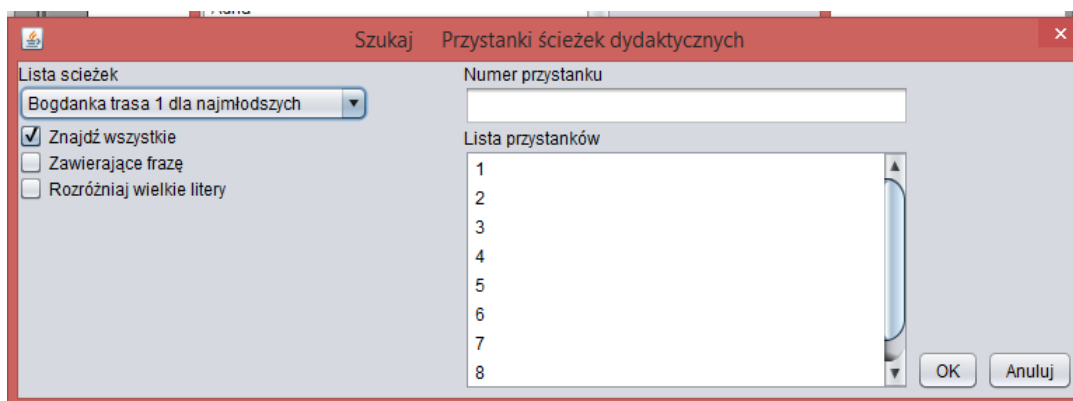 Szukaj Przystanki ścieżek dydaktycznych
Lista scieżek
Bogdanka trasa 1 dla najmłodszych
Znajdź wszystkie
Zawierające frazę
Rozróżniaj wielkie litery
Numer przystanku
Lista przystanków
1
2
3
4
5
6
7
8
OK Anuluj